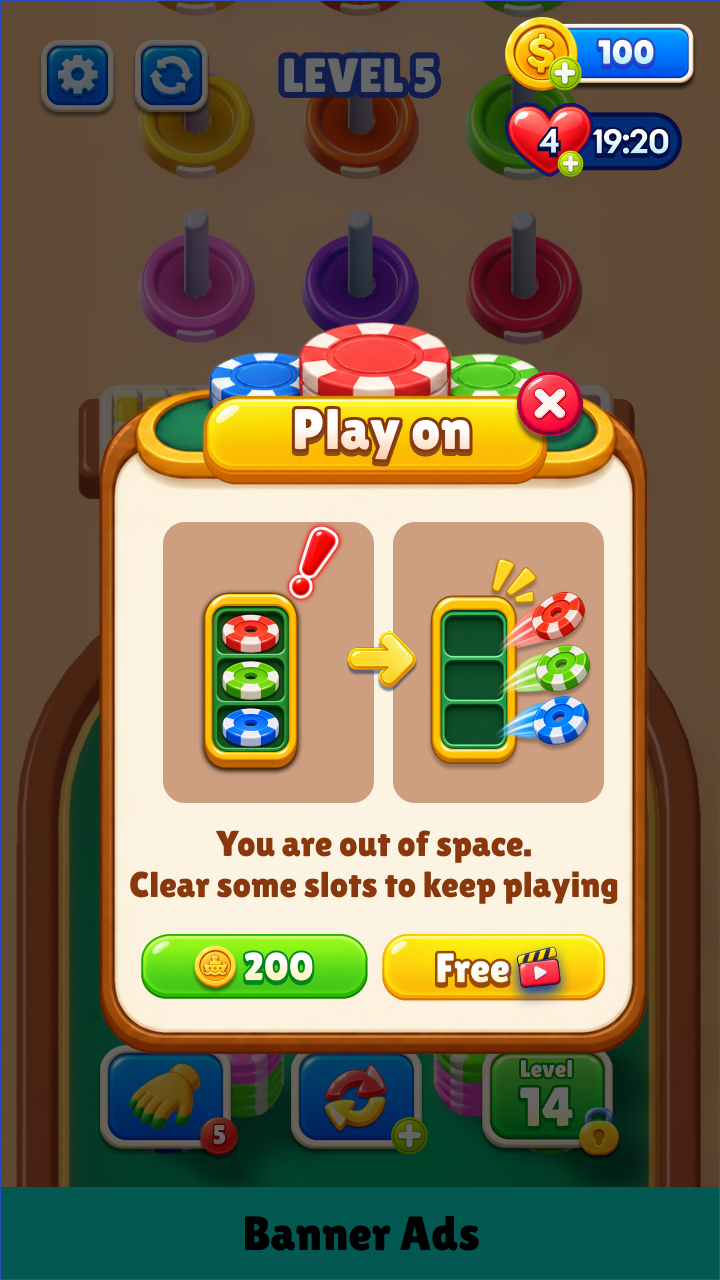 LEVEL 5
100
4
19:20
Play on
You are out of space.
Clear some slots to keep playing
200
Free
5
Level
14
Banner Ads